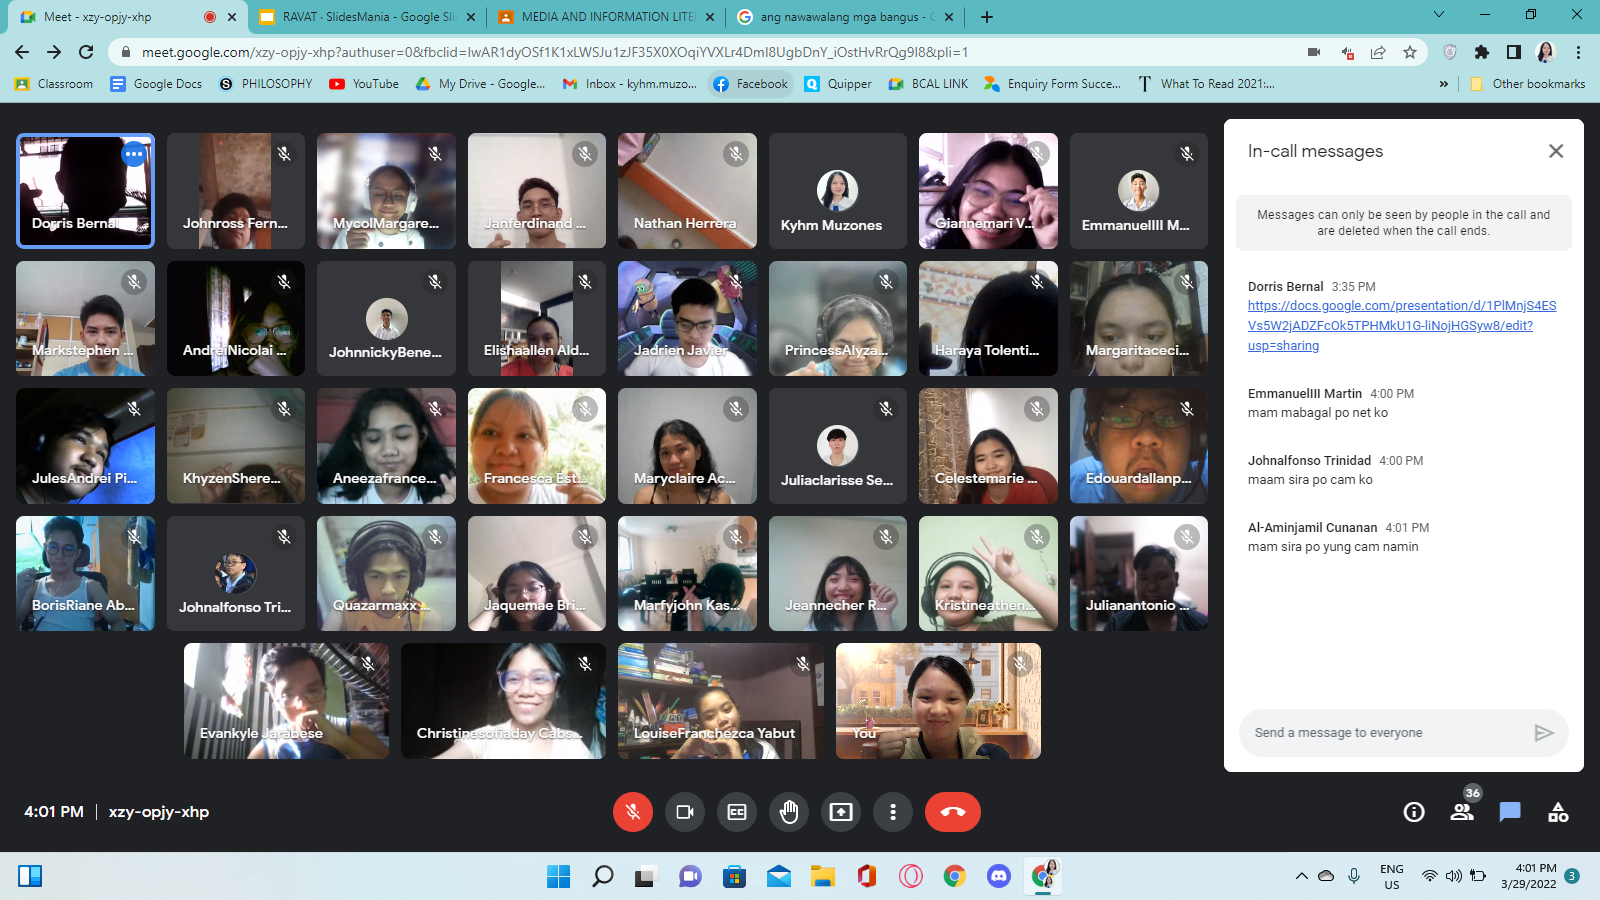 Meet - xzy-opjy-xhp
RAVAT · SlidesMania - Google Sli
MEDIA AND INFORMATION LITE
ang nawawalang mga bangus - G
meet.google.com/xzy-opjy-xhp?authuser=0&fbclid=IwAR1dyOSf1K1xLWSJu1zJF35X0XOqiYVXLr4DmI8UgbDnY_iOstHvRrQg9I8&pli=1
Classroom
Google Docs
PHILOSOPHY
YouTube
My Drive - Google...
Inbox - kyhm.muzo...
Facebook
Quipper
BCAL LINK
Enquiry Form Succe...
What To Read 2021:...
»
Other bookmarks
Dorris Bernal
Johnross Fern...
MycolMargare...
Janferdinand ...
Nathan Herrera
Kyhm Muzones
Giannemari V...
EmmanuelIII M...
Markstephen ...
AndreiNicolai ...
JohnnickyBene...
Elishaallen Ald...
Jadrien Javier
PrincessAlyza...
Haraya Tolenti...
Margaritaceci...
JulesAndrei Pi...
KhyzenShere...
Aneezafrance...
Francesca Est...
Maryclaire Ac...
Juliaclarisse Se...
Celestemarie ...
Edouardallanp...
BorisRiane Ab...
Johnalfonso Tri...
Quazarmaxx ...
Jaquemae Bri...
Marfyjohn Kas...
Jeannecher R...
Kristineathen...
Julianantonio ...
Evankyle Jarabese
Christinesofiaday Cabs...
LouiseFranchezca Yabut
You
In-call messages
Messages can only be seen by people in the call and
are deleted when the call ends.
Dorris Bernal 3:35 PM
https://docs.google.com/presentation/d/1PlMnjS4ES
Vs5W2jADZFcOk5TPHMkU1G-liNojHGSyw8/edit?
usp=sharing
EmmanuelIII Martin 4:00 PM
mam mabagal po net ko
Johnalfonso Trinidad 4:00 PM
maam sira po cam ko
Al-Aminjamil Cunanan 4:01 PM
mam sira po yung cam namin
Send a message to everyone
4:01 PM | xzy-opjy-xhp
CC
36
ENG
US
4:01 PM
3/29/2022
3